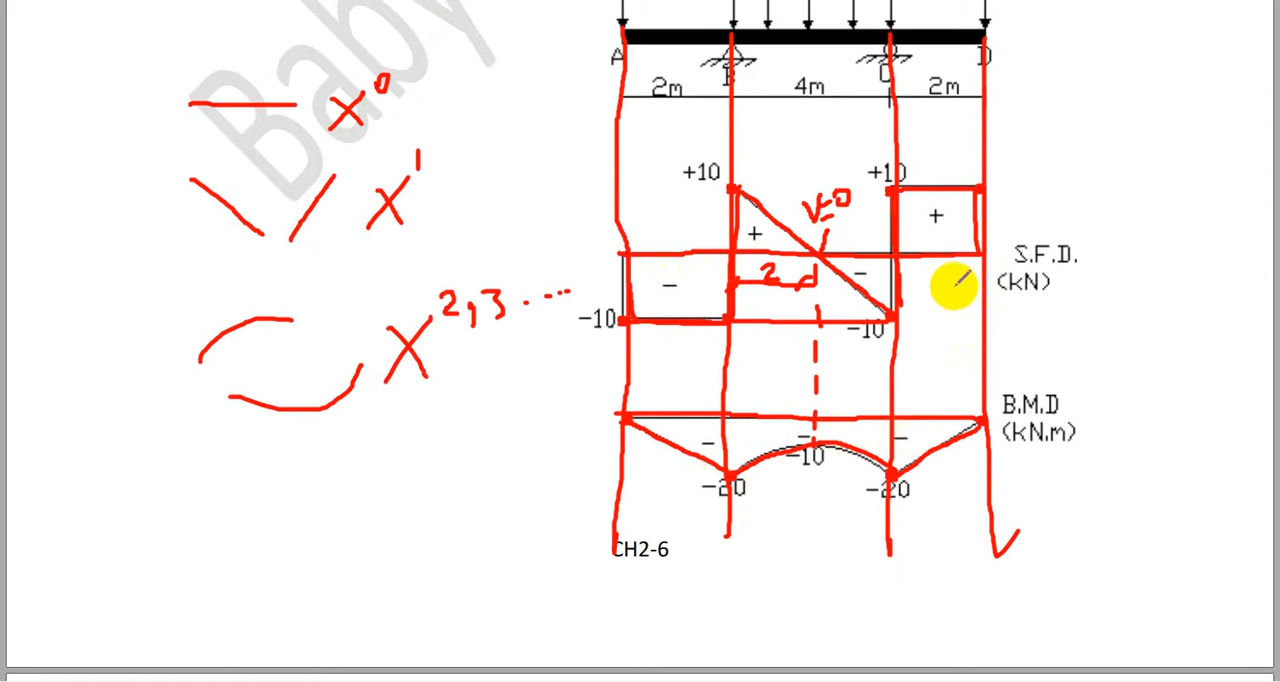 Baby
A
B
C
D
2m
4m
2m
x⁰
x¹
x²,³ ....
+10
+10
V=0
+
+
-
2
-
-10
-10
S.F.D.
(kN)
B.M.D
(kN.m)
-
-
-
-10
-20
-20
CH2-6